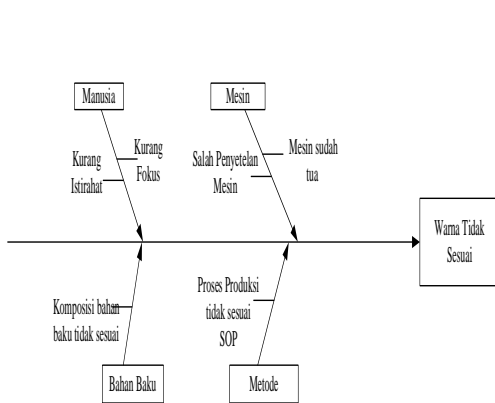 Manusia
Mesin
Kurang
Istirahat
Kurang
Fokus
Salah Penyetelan
Mesin
Mesin sudah
tua
Warna Tidak
Sesuai
Komposisi bahan
baku tidak sesuai
Proses Produksi
tidak sesuai
SOP
Bahan Baku
Metode